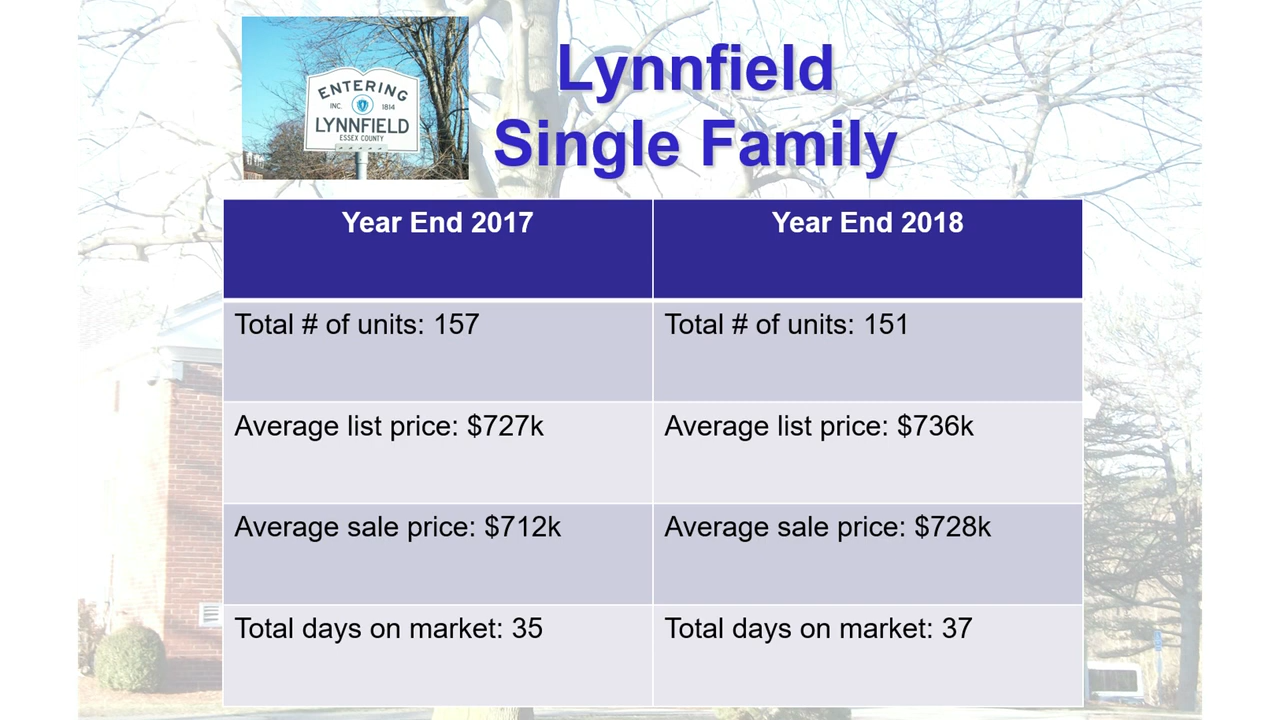 ENTERING
INC. 1814
LYNNFIELD
ESSEX COUNTY
Lynnfield
Single Family
Year End 2017 Year End 2018
Total # of units: 157 Total # of units: 151
Average list price: $727k Average list price: $736k
Average sale price: $712k Average sale price: $728k
Total days on market: 35 Total days on market: 37